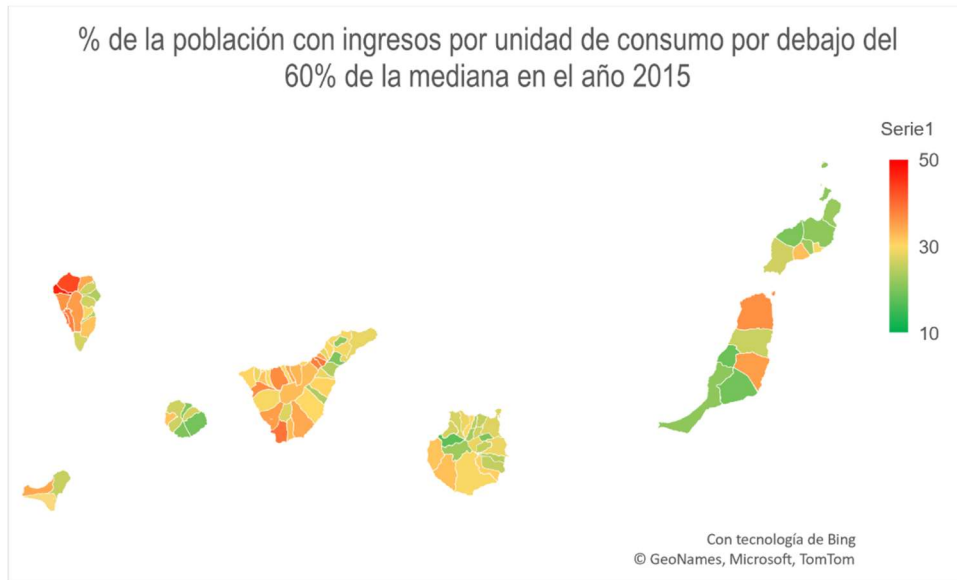 % de la población con ingresos por unidad de consumo por debajo del
60% de la mediana en el año 2015
Serie1
50
30
10
Con tecnología de Bing
© GeoNames, Microsoft, TomTom